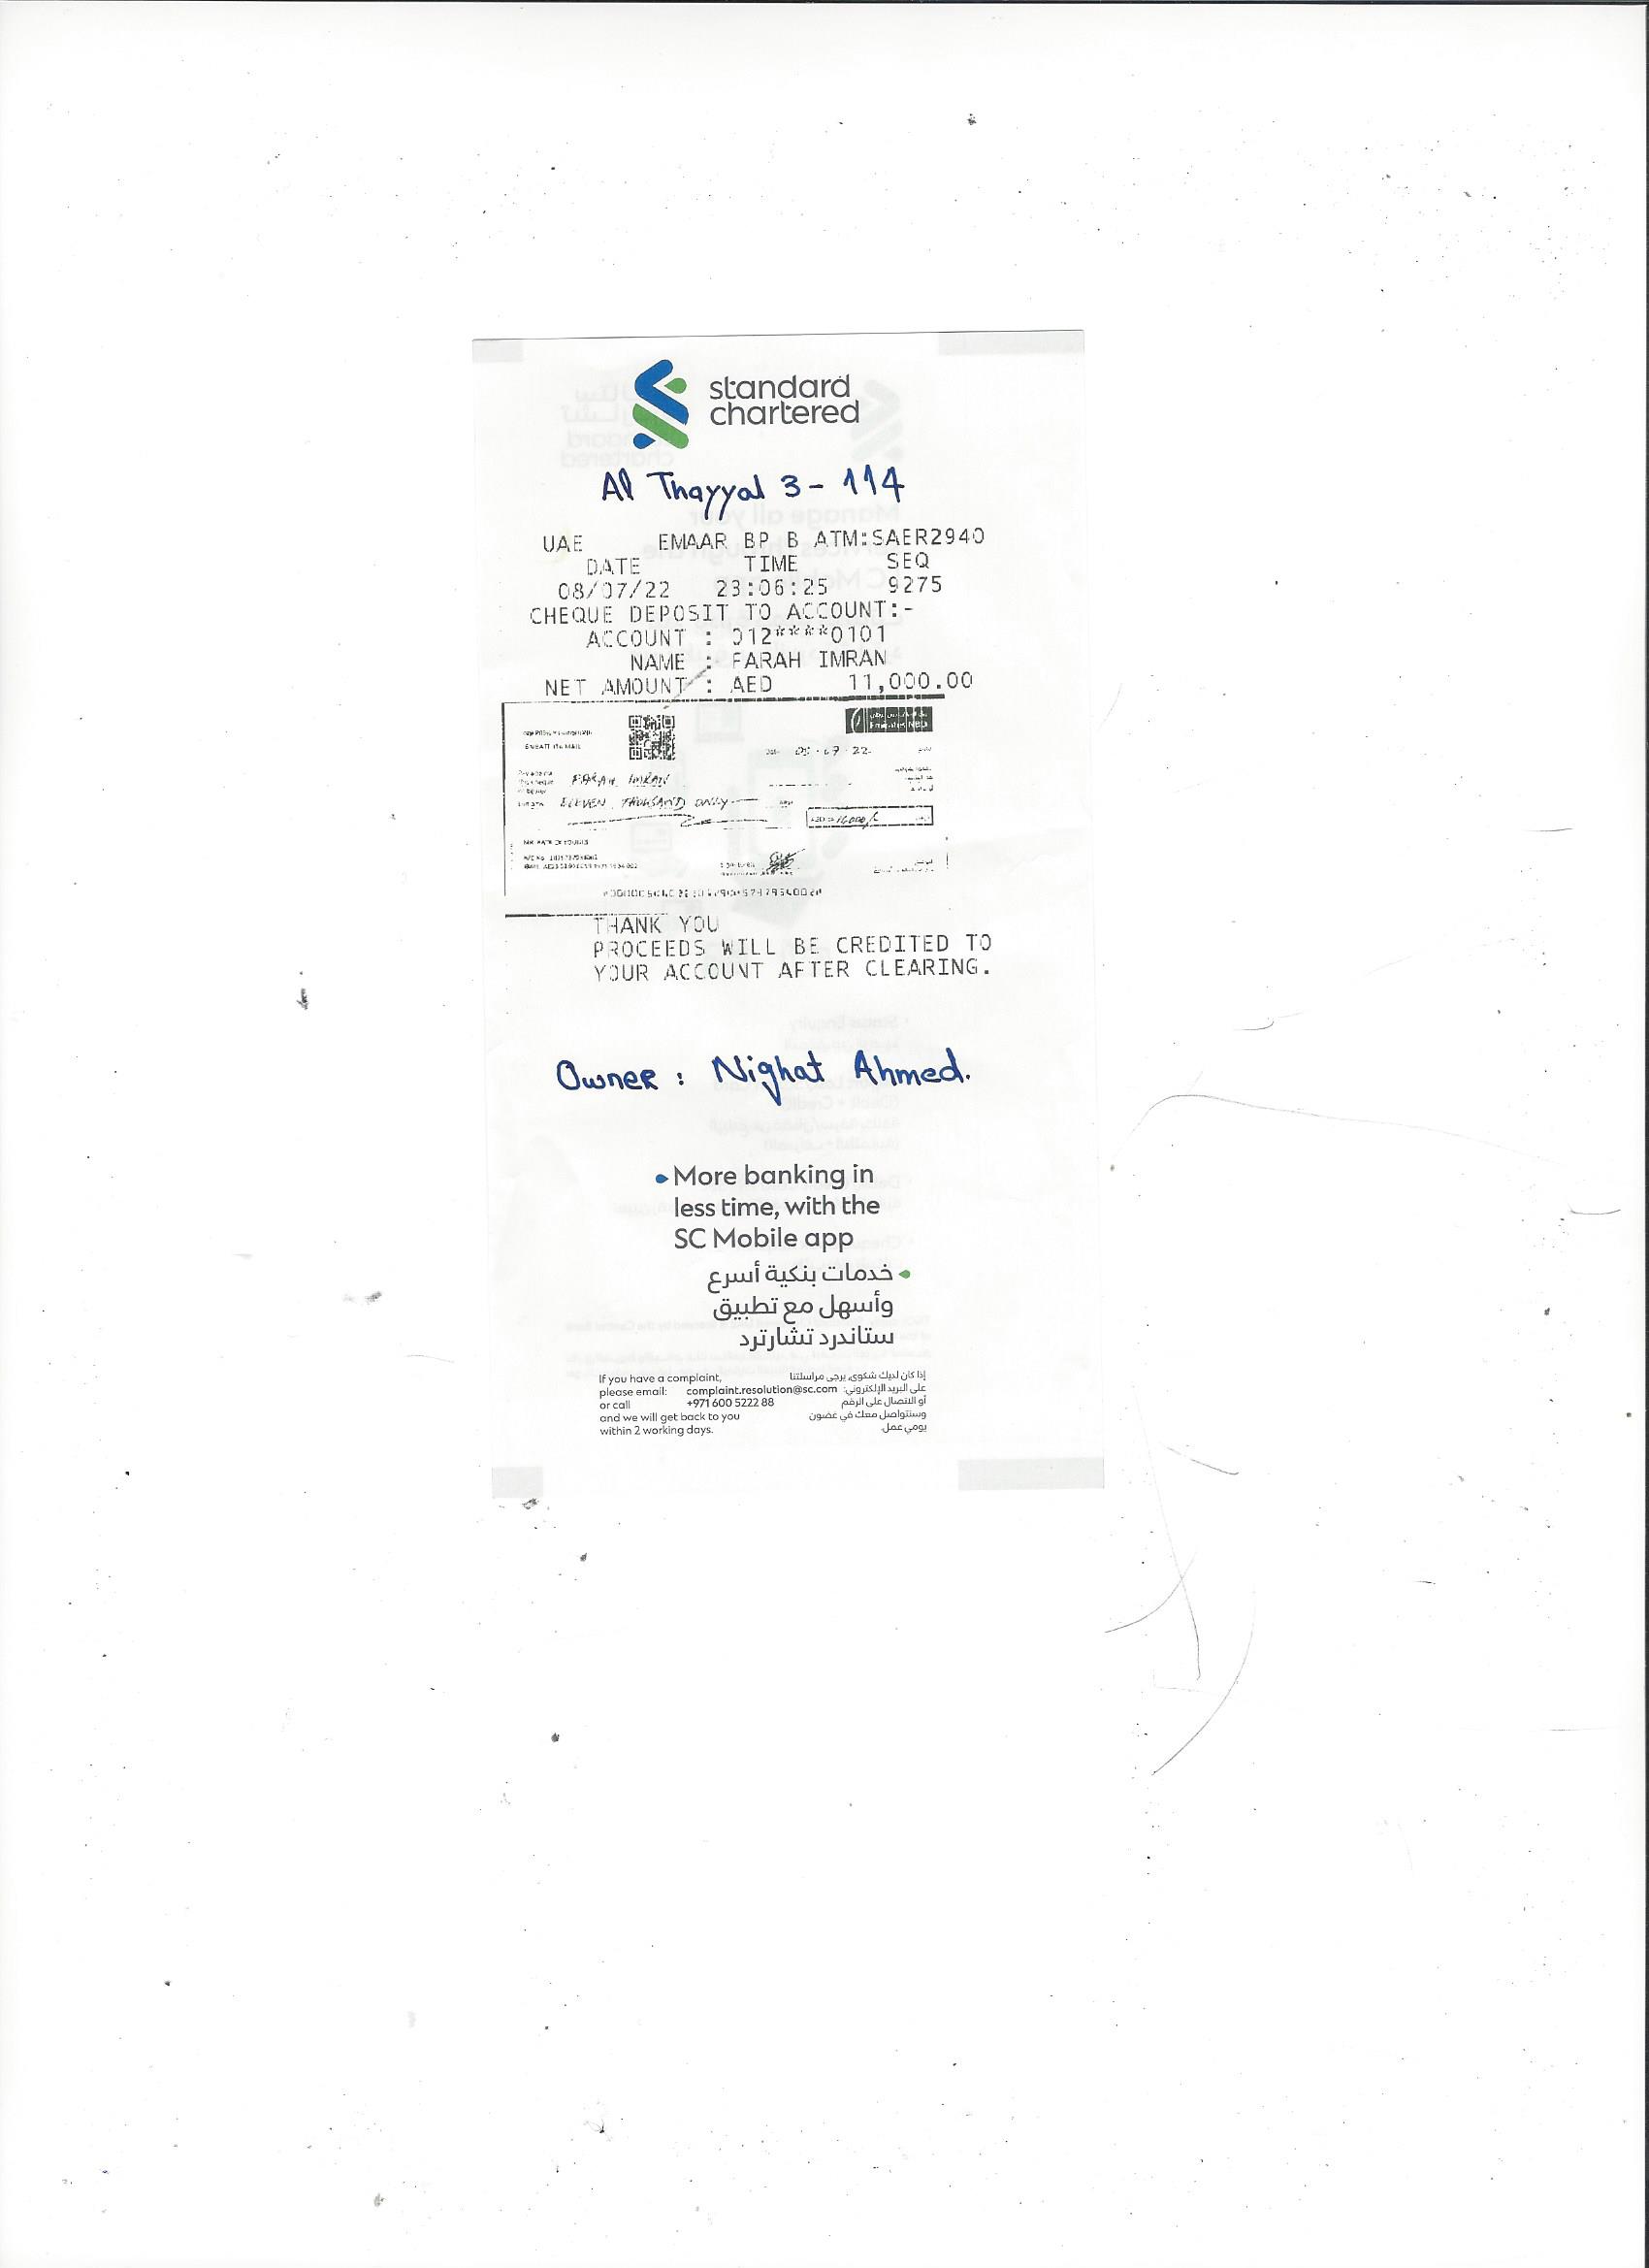 standard
chartered
Al Thayyal 3 - 114
UAE EMAAR BP B ATM:SAER2940
DATE TIME SEQ
08/07/22 23:06:25 9275
CHEQUE DEPOSIT TO ACCOUNT:-
ACCOUNT : 012****0101
NAME : FARAH IMRAN
NET AMOUNT : AED 11,000.00
Emirates NBD
FARAH IMRAN
ELEVEN THOUSAND ONLY
THANK YOU
PROCEEDS WILL BE CREDITED TO
YOUR ACCOUNT AFTER CLEARING.
Owner : Nighat Ahmed.
• More banking in
less time, with the
SC Mobile app
• خدمات بنكية أسرع
وأسهل مع تطبيق
ستاندرد تشارترد
If you have a complaint,
please email: complaint.resolution@sc.com
or call +971 600 5222 88
and we will get back to you
within 2 working days.
إذا كان لديك شكوى، يرجى مراسلتنا
على البريد الإلكتروني:
أو الاتصال على الرقم
وسنتواصل معك في غضون
يومي عمل.